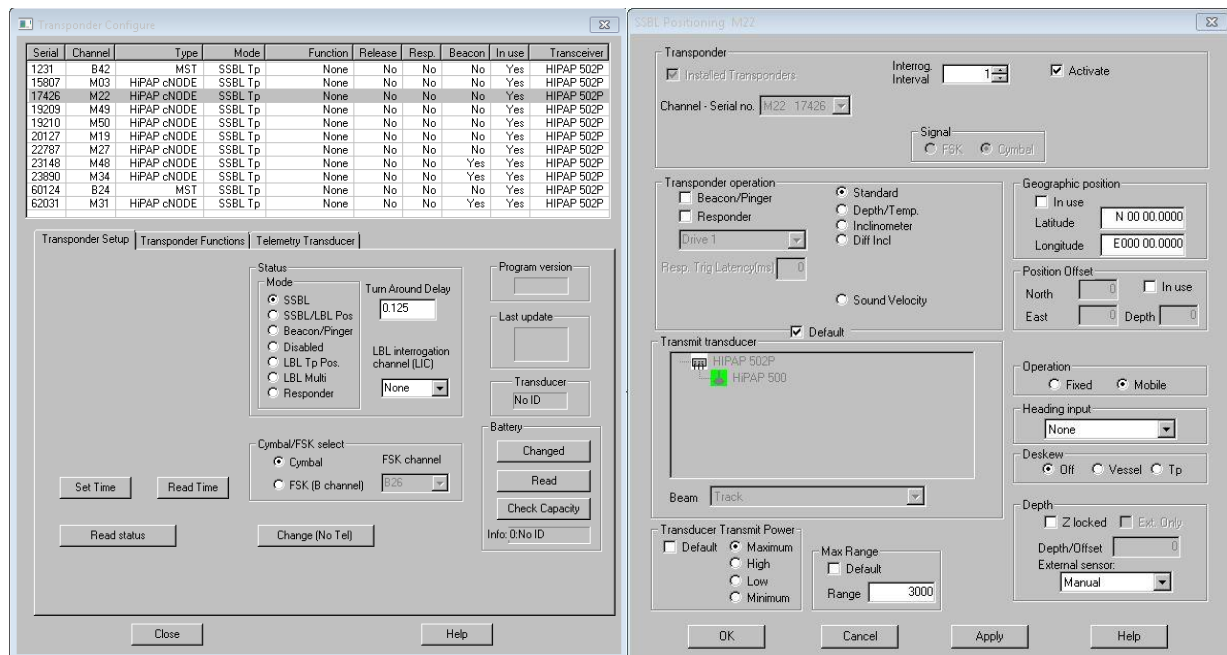 Transponder Configure
Serial Channel Type Mode Function Release Resp. Beacon In use Transceiver
1231 B42 MST SSBL Tp None No No No Yes HIPAP 502P
15807 M03 HiPAP cNODE SSBL Tp None No No No Yes HIPAP 502P
17426 M22 HiPAP cNODE SSBL Tp None No No No Yes HIPAP 502P
19209 M49 HiPAP cNODE SSBL Tp None No No No Yes HIPAP 502P
19210 M50 HiPAP cNODE SSBL Tp None No No No Yes HIPAP 502P
20127 M19 HiPAP cNODE SSBL Tp None No No No Yes HIPAP 502P
22787 M27 HiPAP cNODE SSBL Tp None No No No Yes HIPAP 502P
23148 M48 HiPAP cNODE SSBL Tp None No No Yes Yes HIPAP 502P
23890 M34 HiPAP cNODE SSBL Tp None No No Yes Yes HIPAP 502P
60124 B24 MST SSBL Tp None No No No Yes HIPAP 502P
62031 M31 HiPAP cNODE SSBL Tp None No No Yes Yes HIPAP 502P
Transponder Setup Transponder Functions Telemetry Transducer
Status
Mode
SSBL
SSBL/LBL Pos
Beacon/Pinger
Disabled
LBL Tp Pos.
LBL Multi
Responder
Turn Around Delay
0.125
LBL interrogation
channel (LIC)
None
Program version
Last update
Transducer
No ID
Cymbal/FSK select
Cymbal
FSK (B channel)
FSK channel
B26
Battery
Changed
Read
Check Capacity
Info: 0:No ID
Set Time Read Time
Read status Change (No Tel)
Close Help
SSBL Positioning M22
Transponder
Installed Transponders
Interrog.
Interval
1
Activate
Channel - Serial no. M22 17426
Signal
FSK Cymbal
Transponder operation
Beacon/Pinger
Responder
Drive 1
Resp. Trig Latency[ms] 0
Standard
Depth/Temp.
Inclinometer
Diff Incl
Sound Velocity
Geographic position
In use
Latitude N 00 00.0000
Longitude E000 00.0000
Position Offset
North 0 In use
East 0 Depth 0
Default
Transmit transducer
HIPAP 502P
HiPAP 500
Beam Track
Operation
Fixed Mobile
Heading input
None
Deskew
Off Vessel Tp
Transducer Transmit Power
Default Maximum
High
Low
Minimum
Max Range
Default
Range 3000
Depth
Z locked Ext. Only
Depth/Offset 0
External sensor:
Manual
OK Cancel Apply Help